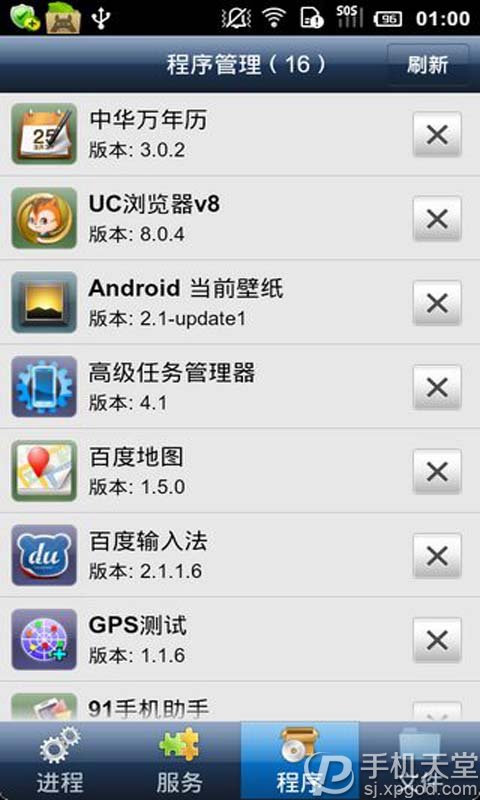 SOS
96
01:00
程序管理（16）
刷新
25
中华万年历
版本: 3.0.2
UC浏览器v8
版本: 8.0.4
Android 当前壁纸
版本: 2.1-update1
高级任务管理器
版本: 4.1
百度地图
版本: 1.5.0
du
百度输入法
版本: 2.1.1.6
GPS测试
版本: 1.1.6
91手机助手
进程
服务
程序
手机天堂
sj.xpgod.com